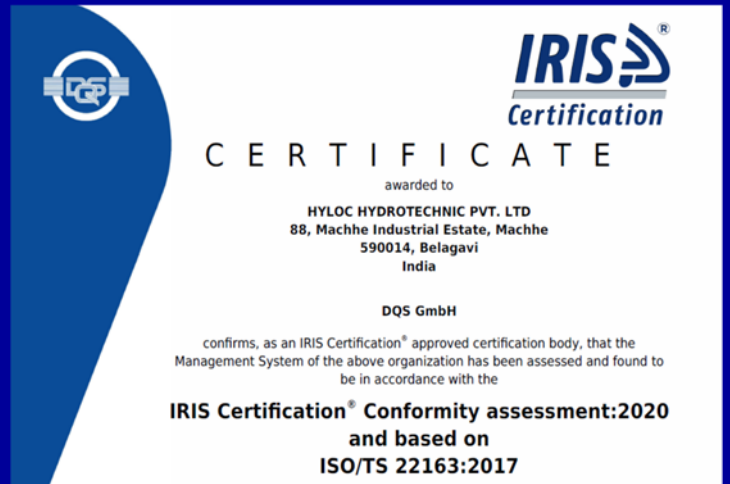 DQS
IRIS ®
Certification
CERTIFICATE
awarded to
HYLOC HYDROTECHNIC PVT. LTD
88, Machhe Industrial Estate, Machhe
590014, Belagavi
India
DQS GmbH
confirms, as an IRIS Certification® approved certification body, that the
Management System of the above organization has been assessed and found to
be in accordance with the
IRIS Certification® Conformity assessment:2020
and based on
ISO/TS 22163:2017